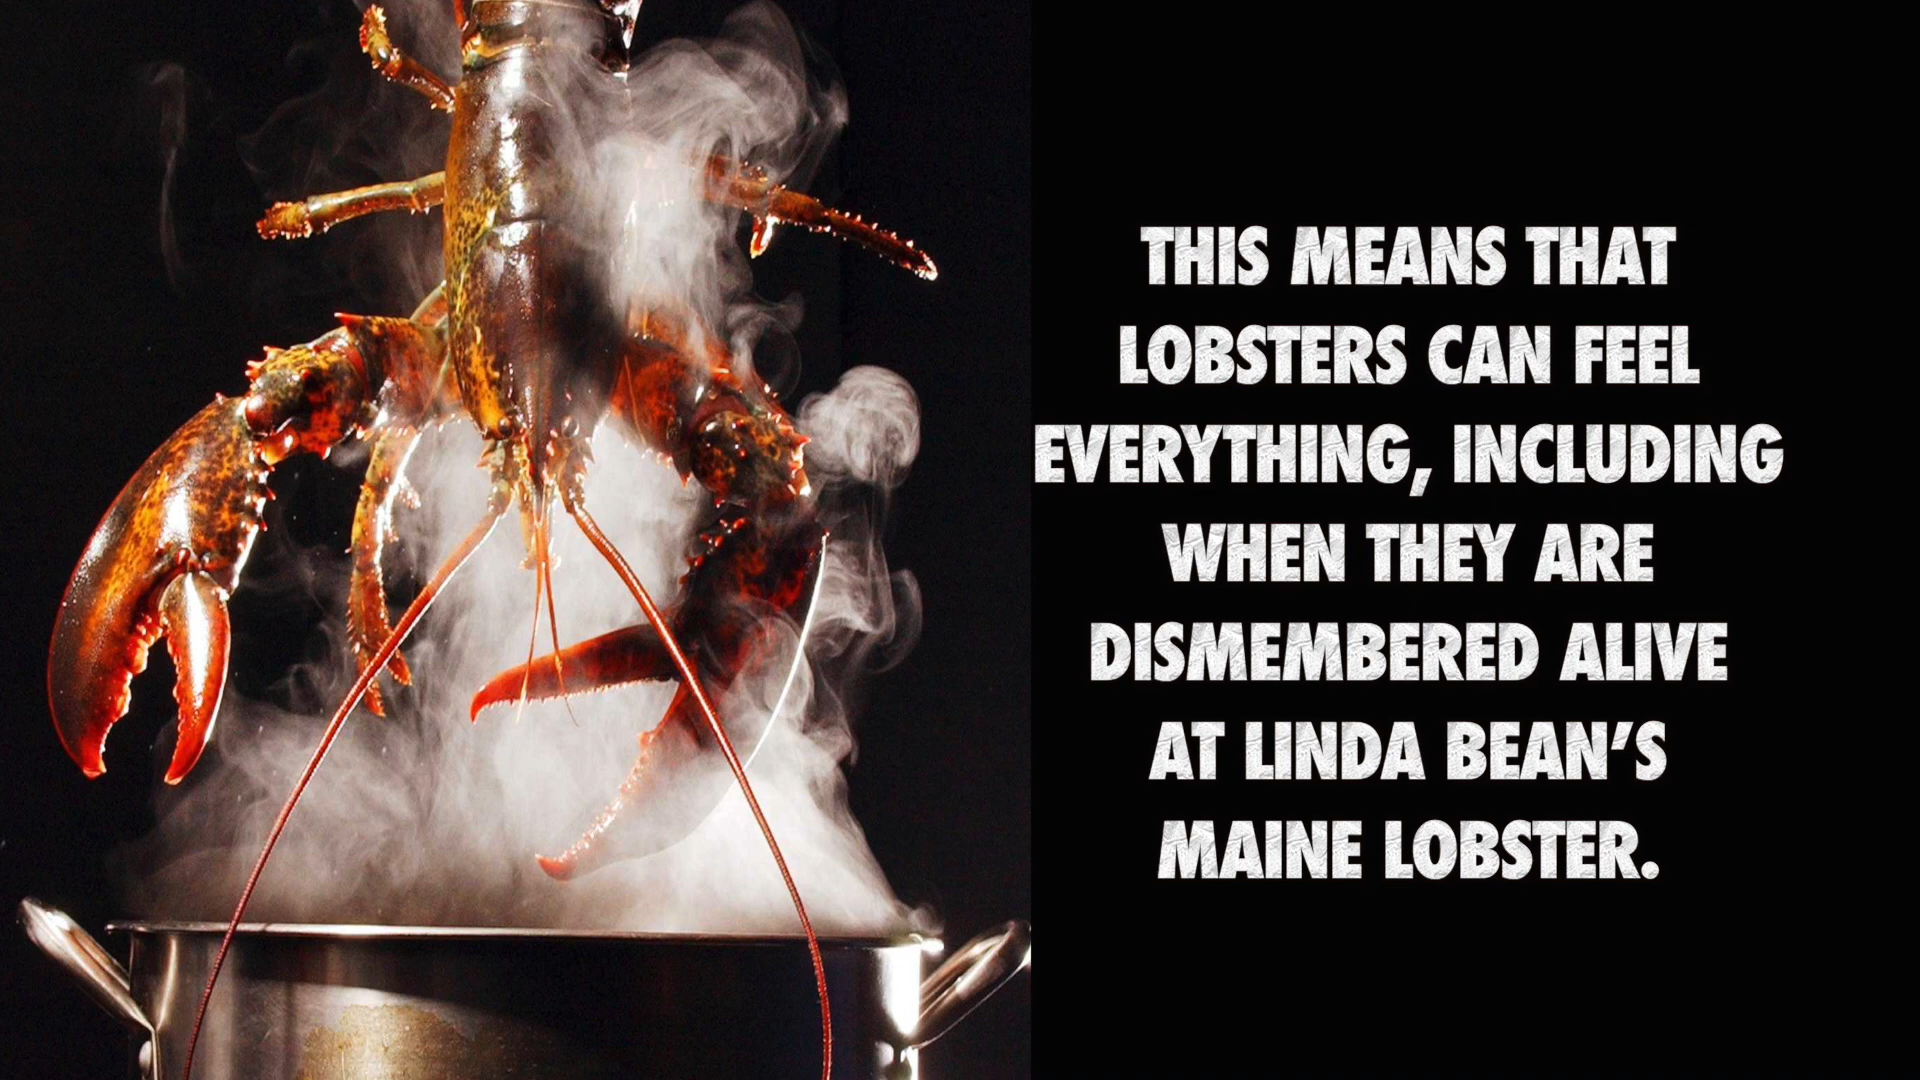 THIS MEANS THAT
LOBSTERS CAN FEEL
EVERYTHING, INCLUDING
WHEN THEY ARE
DISMEMBERED ALIVE
AT LINDA BEAN'S
MAINE LOBSTER.